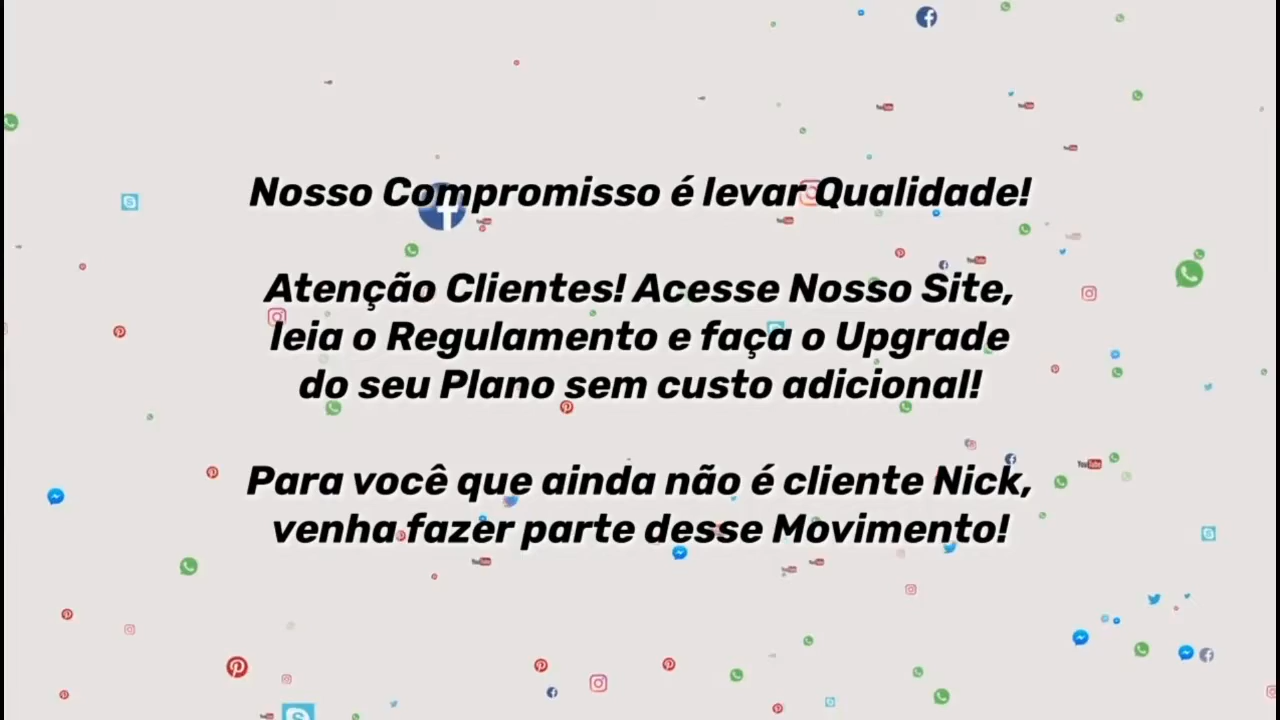 Nosso Compromisso é levar Qualidade!
Atenção Clientes! Acesse Nosso Site,
leia o Regulamento e faça o Upgrade
do seu Plano sem custo adicional!
Para você que ainda não é cliente Nick,
venha fazer parte desse Movimento!